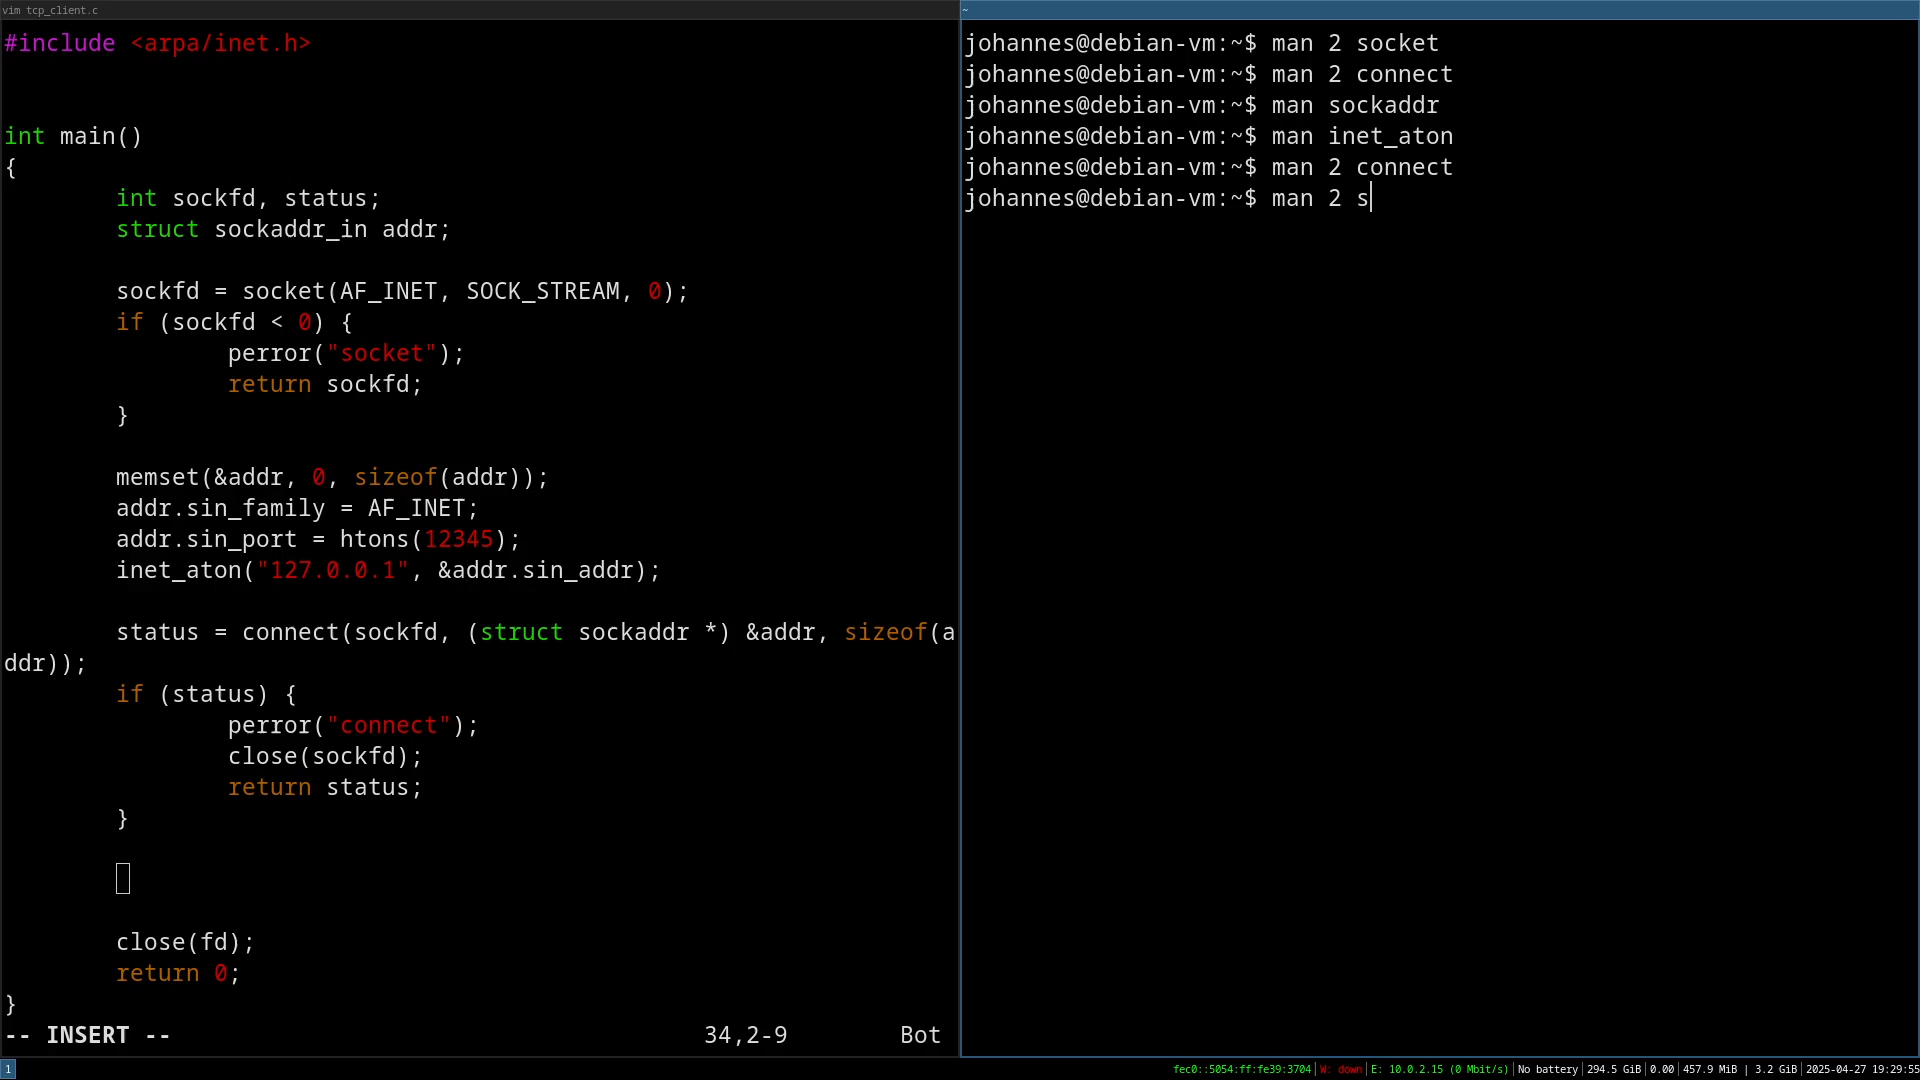 vim tcp_client.c
#include <arpa/inet.h>
int main()
{
int sockfd, status;
struct sockaddr_in addr;
sockfd = socket(AF_INET, SOCK_STREAM, 0);
if (sockfd < 0) {
perror("socket");
return sockfd;
}
memset(&addr, 0, sizeof(addr));
addr.sin_family = AF_INET;
addr.sin_port = htons(12345);
inet_aton("127.0.0.1", &addr.sin_addr);
status = connect(sockfd, (struct sockaddr *) &addr, sizeof(a
ddr));
if (status) {
perror("connect");
close(sockfd);
return status;
}
close(fd);
return 0;
}
-- INSERT -- 34,2-9 Bot
~
johannes@debian-vm:~$ man 2 socket
johannes@debian-vm:~$ man 2 connect
johannes@debian-vm:~$ man sockaddr
johannes@debian-vm:~$ man inet_aton
johannes@debian-vm:~$ man 2 connect
johannes@debian-vm:~$ man 2 s
1 fec0::5054:ff:fe39:3704 | W: down | E: 10.0.2.15 (0 Mbit/s) | No battery | 294.5 GiB | 0.00 | 457.9 MiB | 3.2 GiB | 2025-04-27 19:29:55